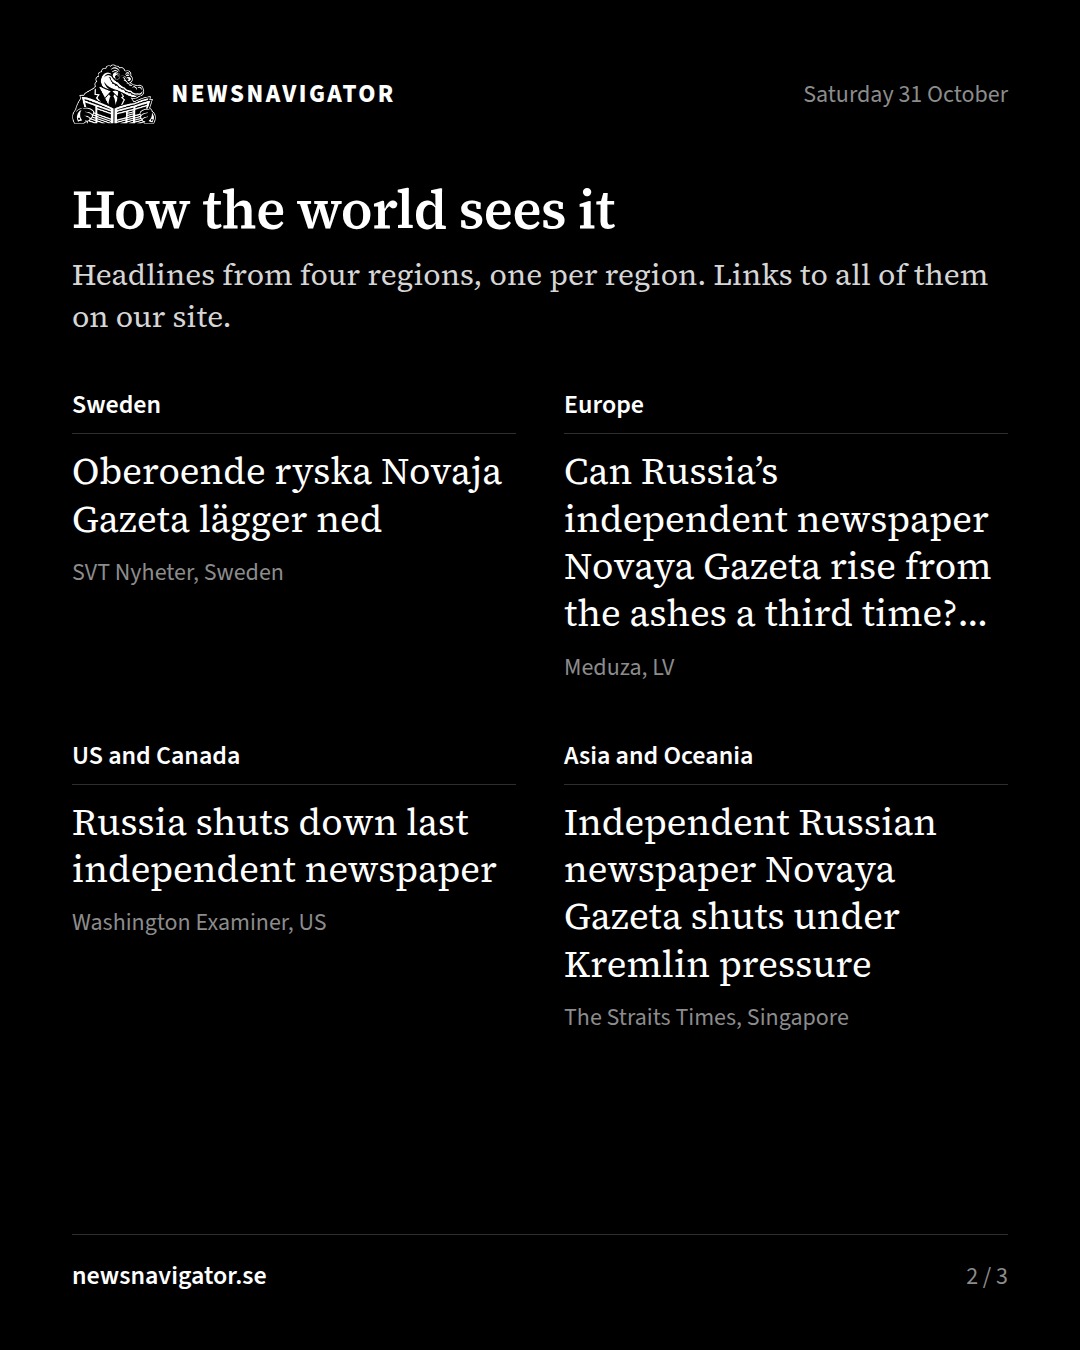 NEWSNAVIGATOR
Saturday 31 October
How the world sees it
Headlines from four regions, one per region. Links to all of them
on our site.
Sweden
Oberoende ryska Novaja
Gazeta lägger ned
SVT Nyheter, Sweden
Europe
Can Russia’s
independent newspaper
Novaya Gazeta rise from
the ashes a third time?...
Meduza, LV
US and Canada
Russia shuts down last
independent newspaper
Washington Examiner, US
Asia and Oceania
Independent Russian
newspaper Novaya
Gazeta shuts under
Kremlin pressure
The Straits Times, Singapore
newsnavigator.se
2 / 3